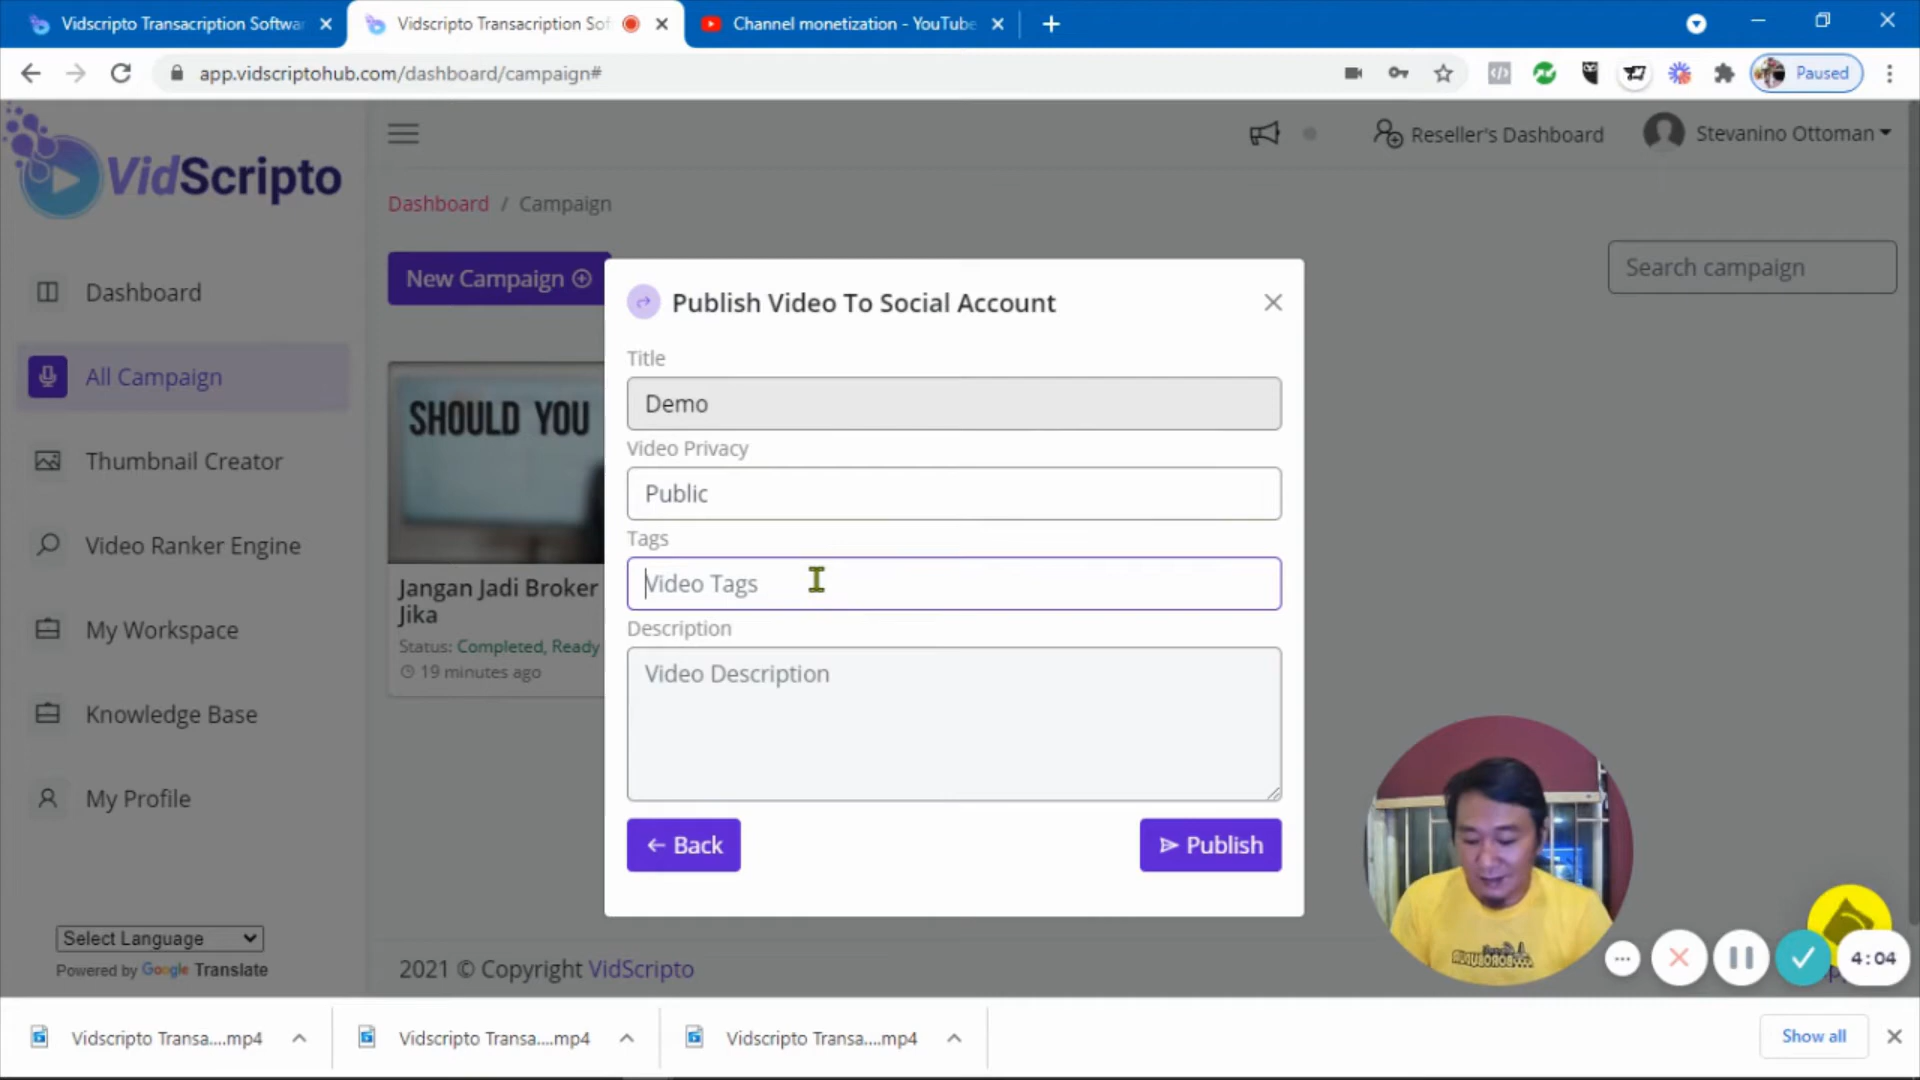 Vidscripto Transacription Softwa
Vidscripto Transacription Sof
Channel monetization - YouTube
app.vidscriptohub.com/dashboard/campaign#
Paused
VidScripto
Reseller's Dashboard
Stevanino Ottoman
Dashboard / Campaign
New Campaign
Search campaign
Dashboard
All Campaign
Thumbnail Creator
Video Ranker Engine
My Workspace
Knowledge Base
My Profile
SHOULD YOU
Jangan Jadi Broker
Jika
Status: Completed, Ready
19 minutes ago
Publish Video To Social Account
Title
Demo
Video Privacy
Public
Tags
Video Tags
Description
Video Description
Back
Publish
Select Language
Powered by Google Translate
2021 © Copyright VidScripto
4:04
Vidscripto Transa....mp4
Vidscripto Transa....mp4
Vidscripto Transa....mp4
Show all